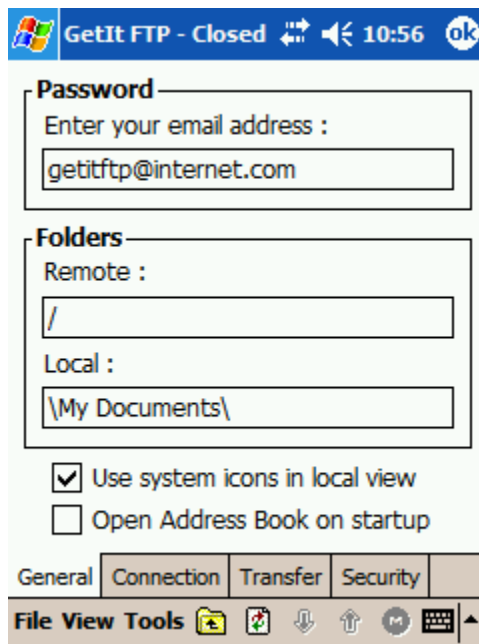 GetIt FTP - Closed 10:56 ok
Password
Enter your email address :
getitftp@internet.com
Folders
Remote :
/
Local :
\My Documents\
Use system icons in local view
Open Address Book on startup
General Connection Transfer Security
File View Tools M